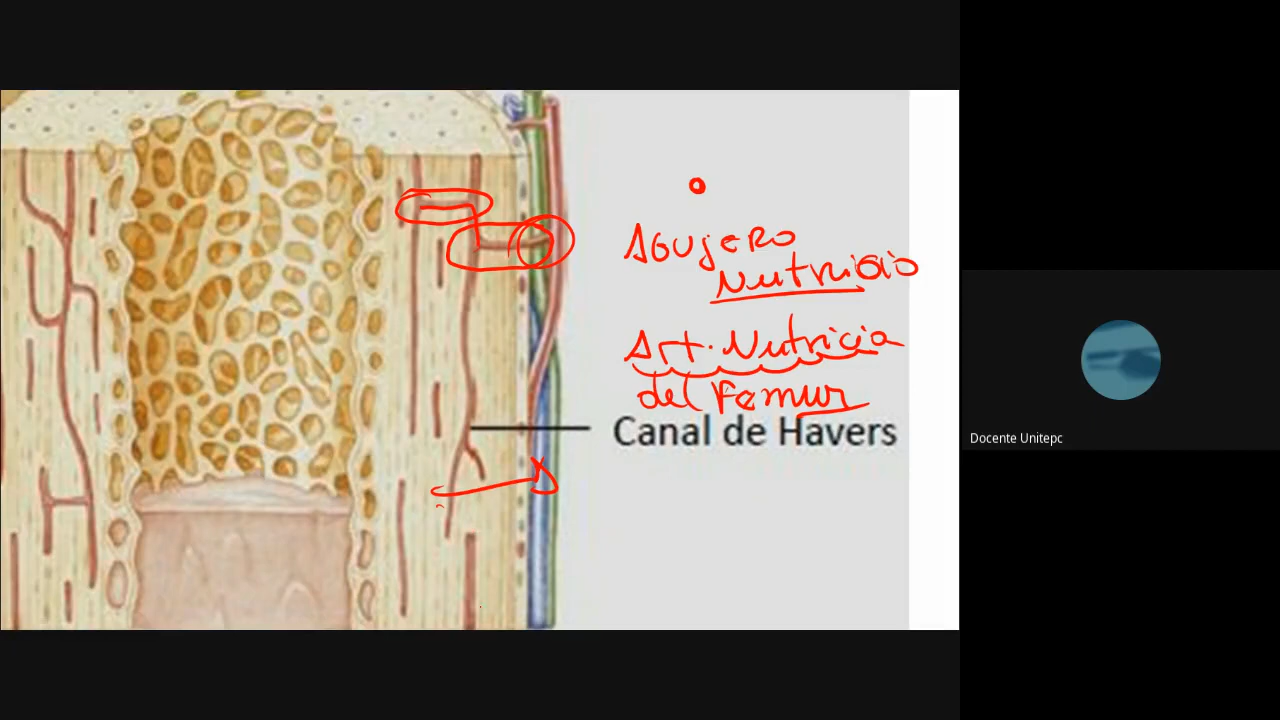 Agujero
Nutricio
Art. Nutricia
del Femur
Canal de Havers
Docente Unitepc